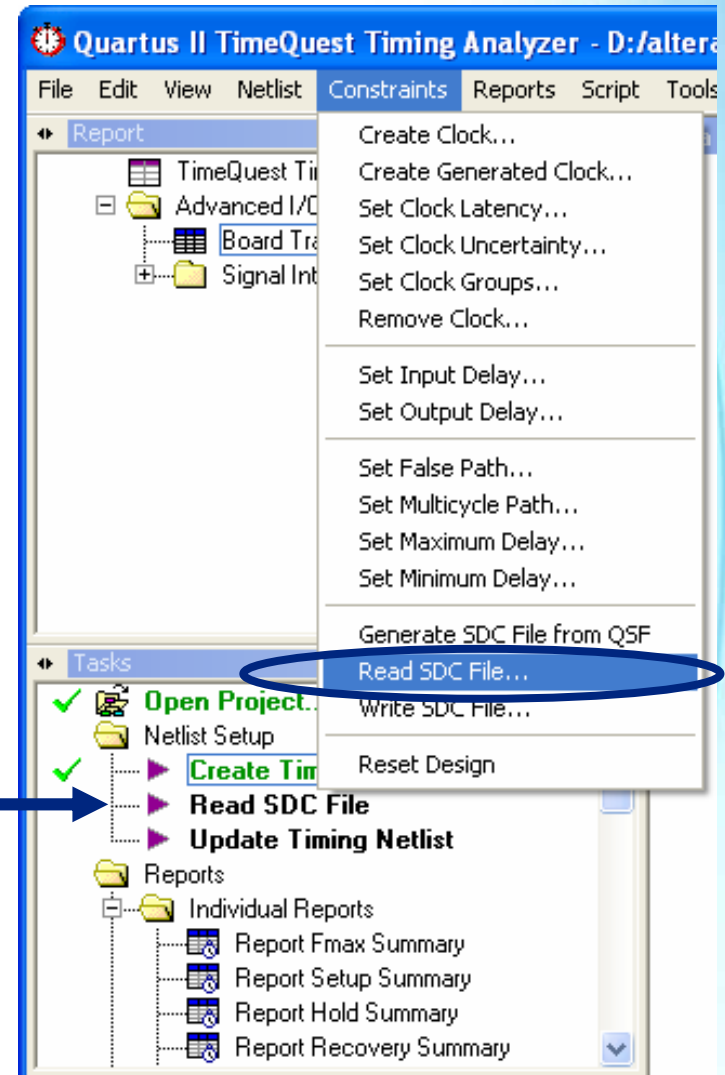 Quartus II TimeQuest Timing Analyzer - D:/altera
File Edit View Netlist Constraints Reports Script Tools
Report
TimeQuest Ti
Advanced I/O
Board Tra
Signal Int
Create Clock...
Create Generated Clock...
Set Clock Latency...
Set Clock Uncertainty...
Set Clock Groups...
Remove Clock...
Set Input Delay...
Set Output Delay...
Set False Path...
Set Multicycle Path...
Set Maximum Delay...
Set Minimum Delay...
Generate SDC File from QSF
Read SDC File...
Write SDC File...
Reset Design
Tasks
Open Project..
Netlist Setup
Create Tim
Read SDC File
Update Timing Netlist
Reports
Individual Reports
Report Fmax Summary
Report Setup Summary
Report Hold Summary
Report Recovery Summary